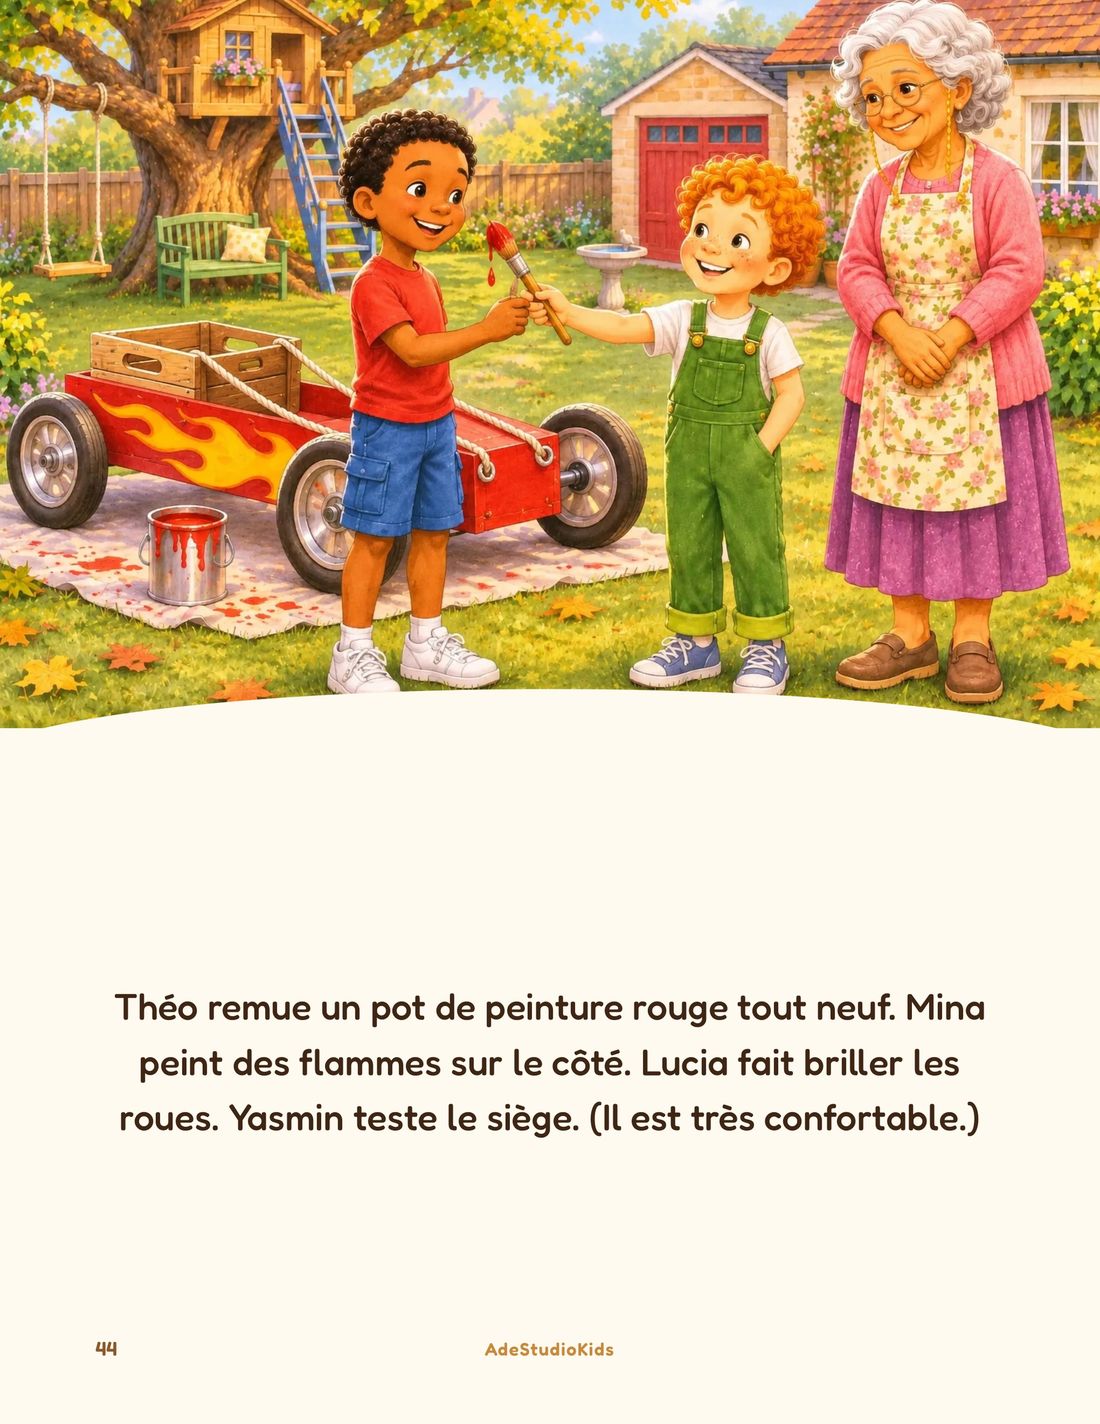 Théo remue un pot de peinture rouge tout neuf. Mina
peint des flammes sur le côté. Lucia fait briller les
roues. Yasmin teste le siège. (Il est très confortable.)
44
AdeStudioKids